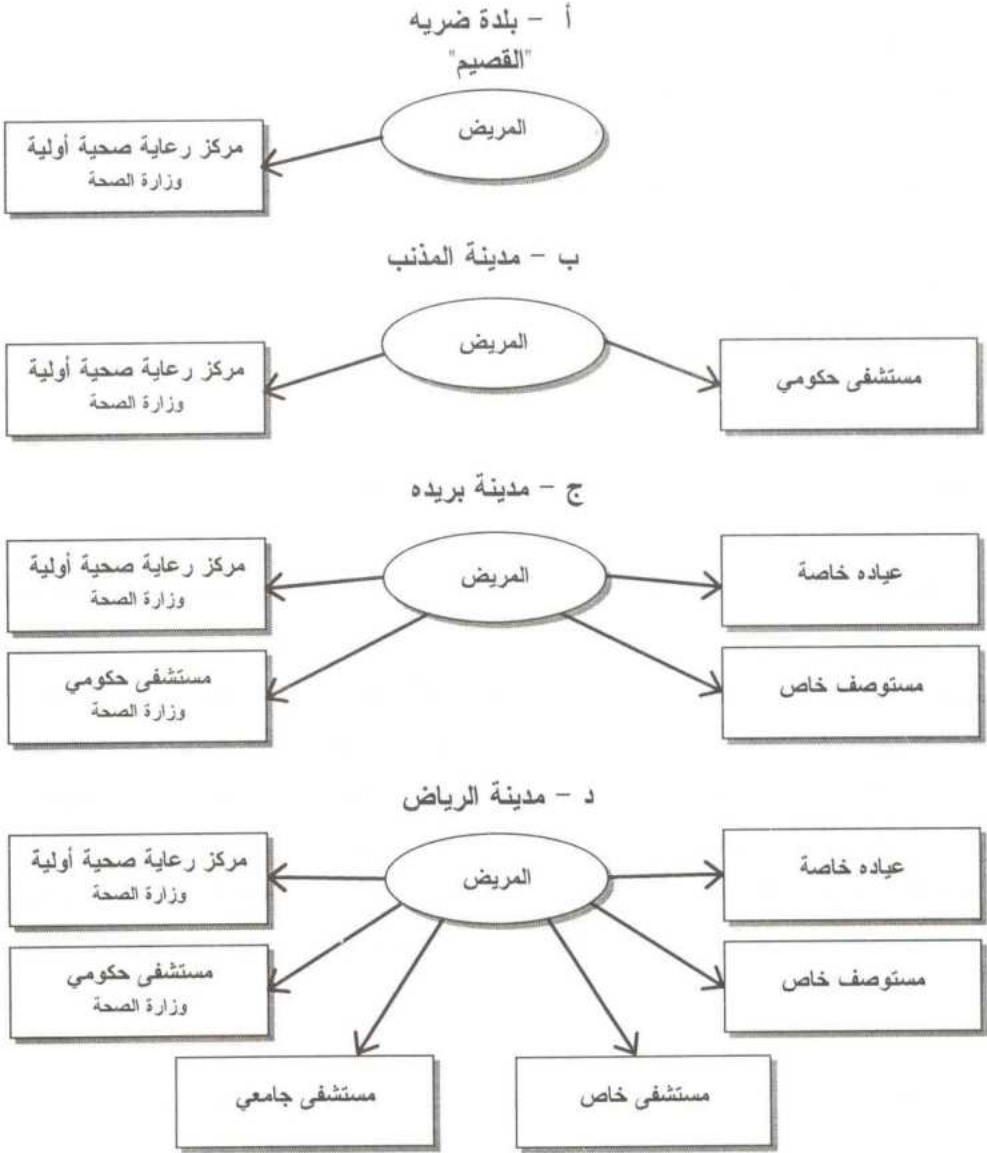 أ - بلدة ضريه
"القصيم"
المريض
مركز رعاية صحية أولية
وزارة الصحة
ب - مدينة المذنب
المريض
مستشفى حكومي
مركز رعاية صحية أولية
وزارة الصحة
ج - مدينة بريده
المريض
عياده خاصة
مركز رعاية صحية أولية
وزارة الصحة
مستوصف خاص
مستشفى حكومي
وزارة الصحة
د - مدينة الرياض
المريض
عياده خاصة
مركز رعاية صحية أولية
وزارة الصحة
مستوصف خاص
مستشفى حكومي
وزارة الصحة
مستشفى خاص
مستشفى جامعي